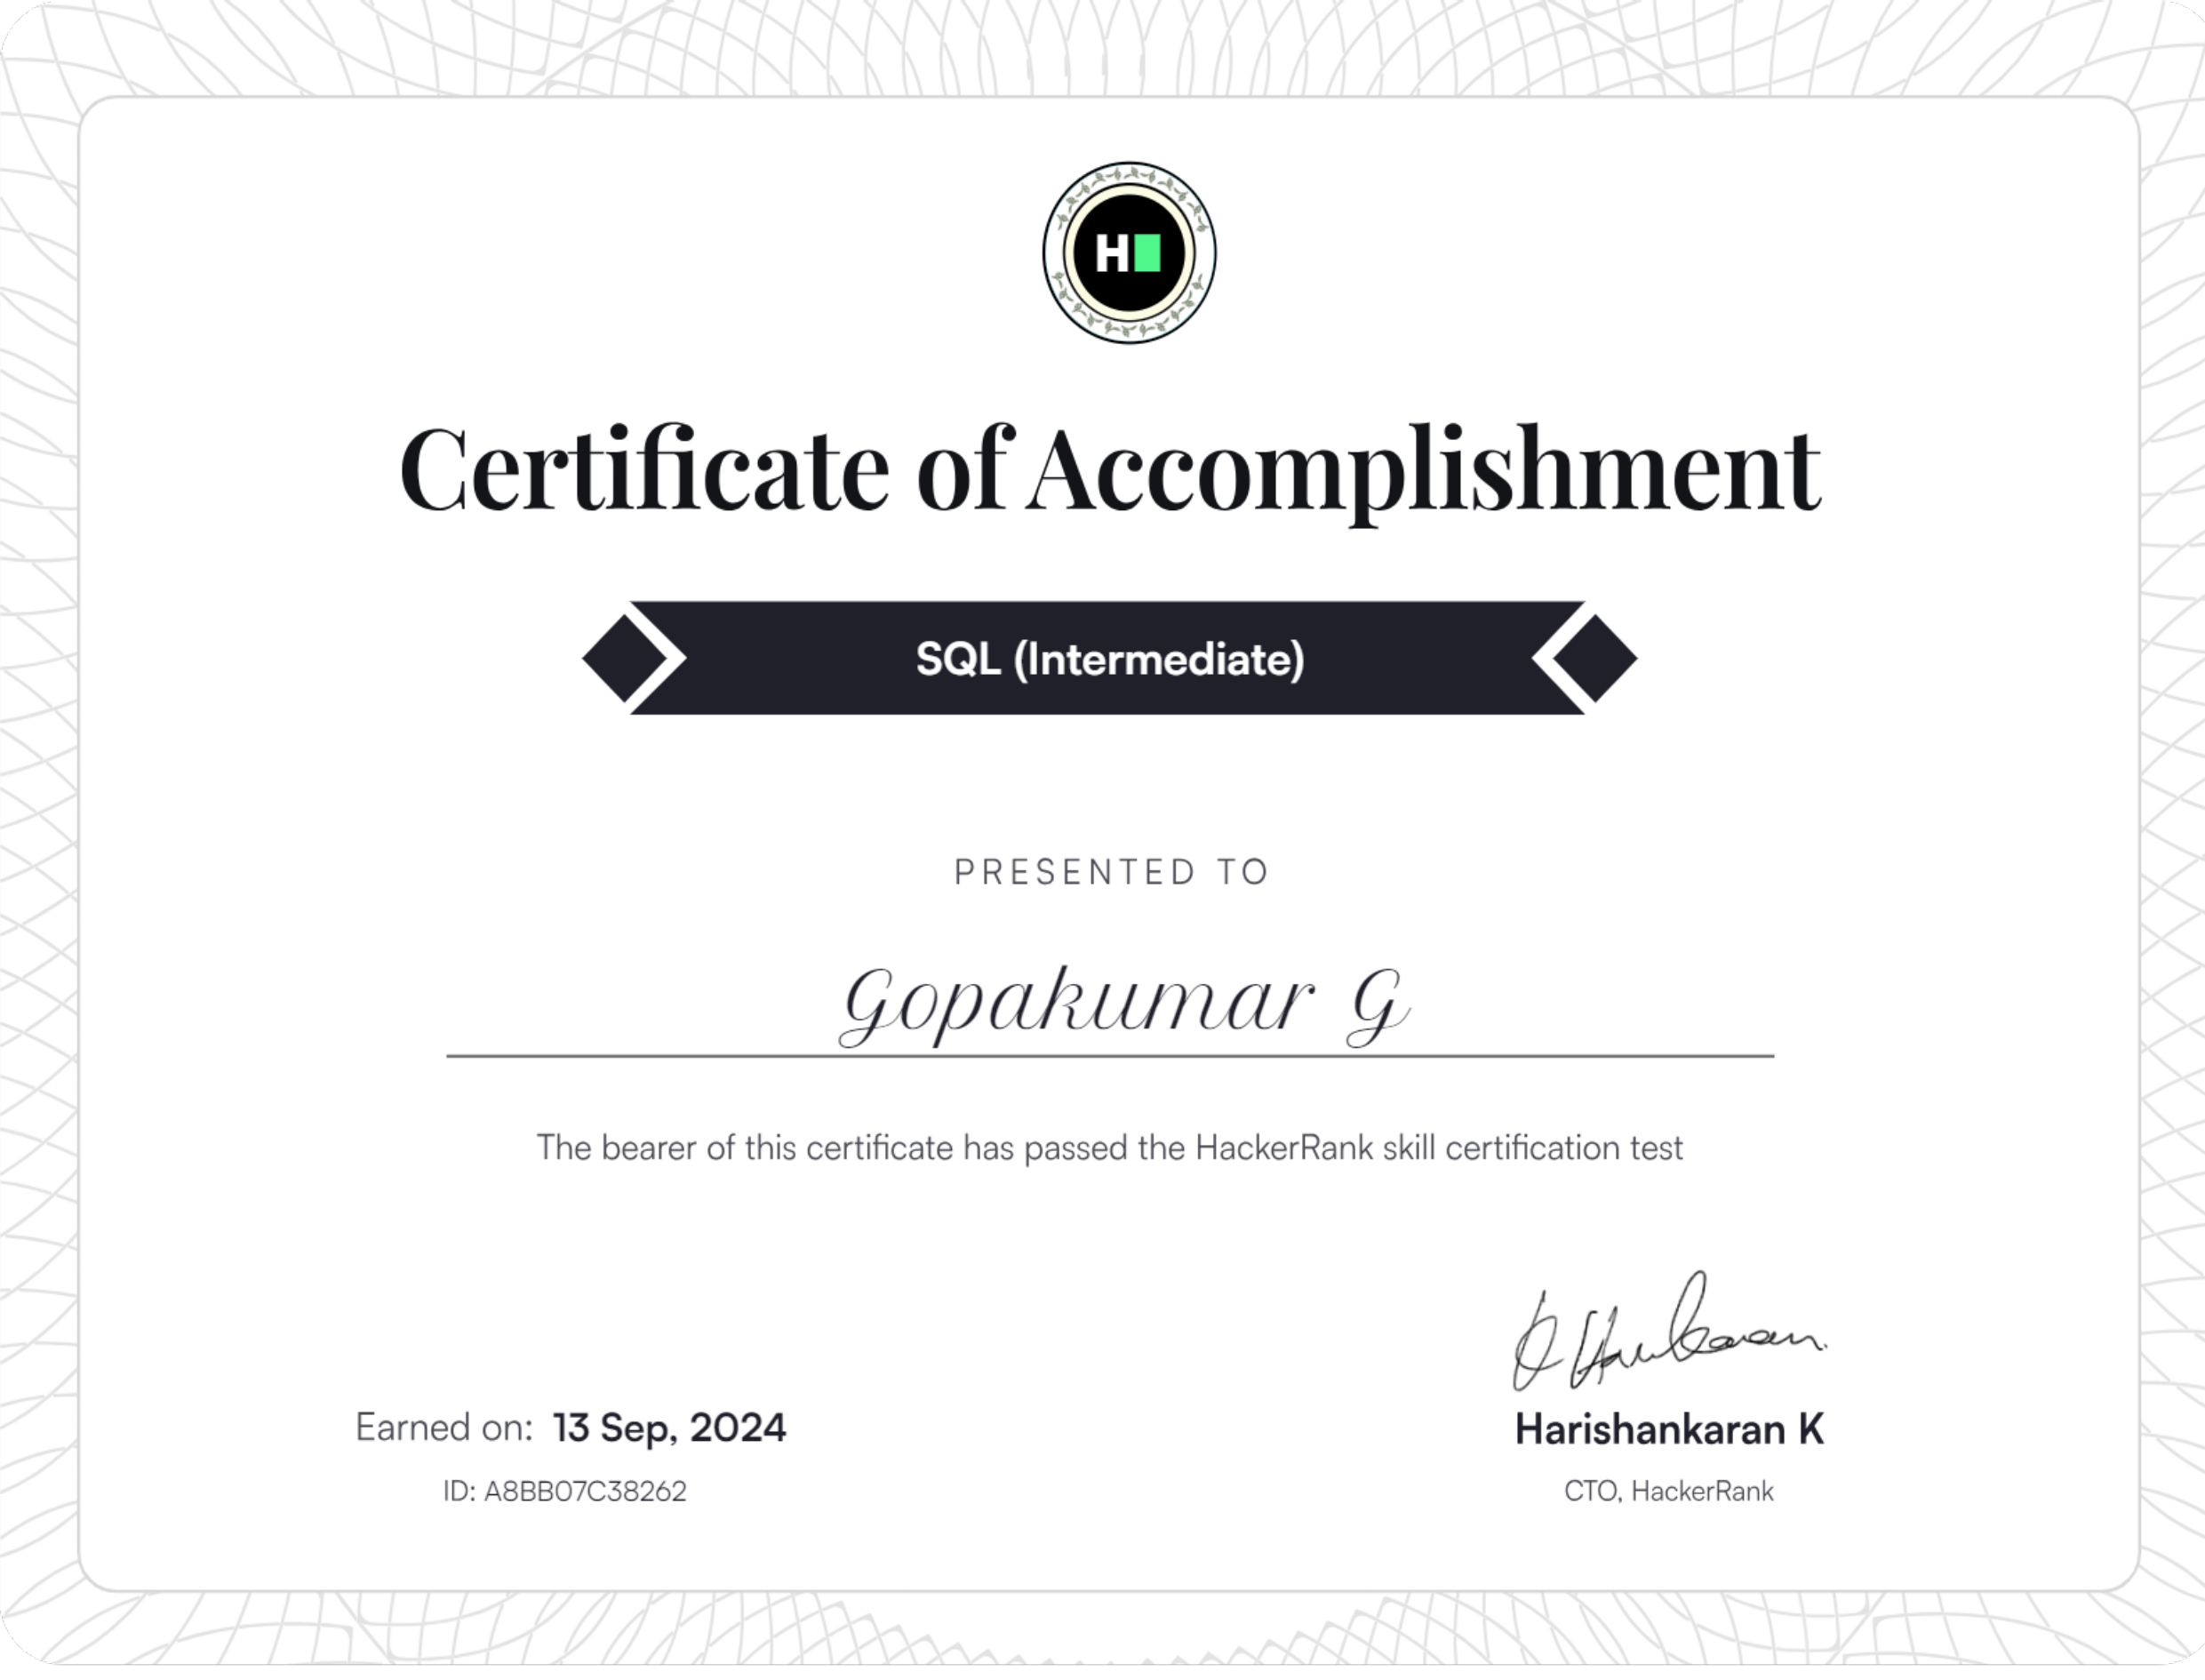 H
Certificate of Accomplishment
SQL (Intermediate)
PRESENTED TO
Gopakumar G
The bearer of this certificate has passed the HackerRank skill certification test
Earned on: 13 Sep, 2024
ID: A8BB07C38262
Harishankaran K
CTO, HackerRank